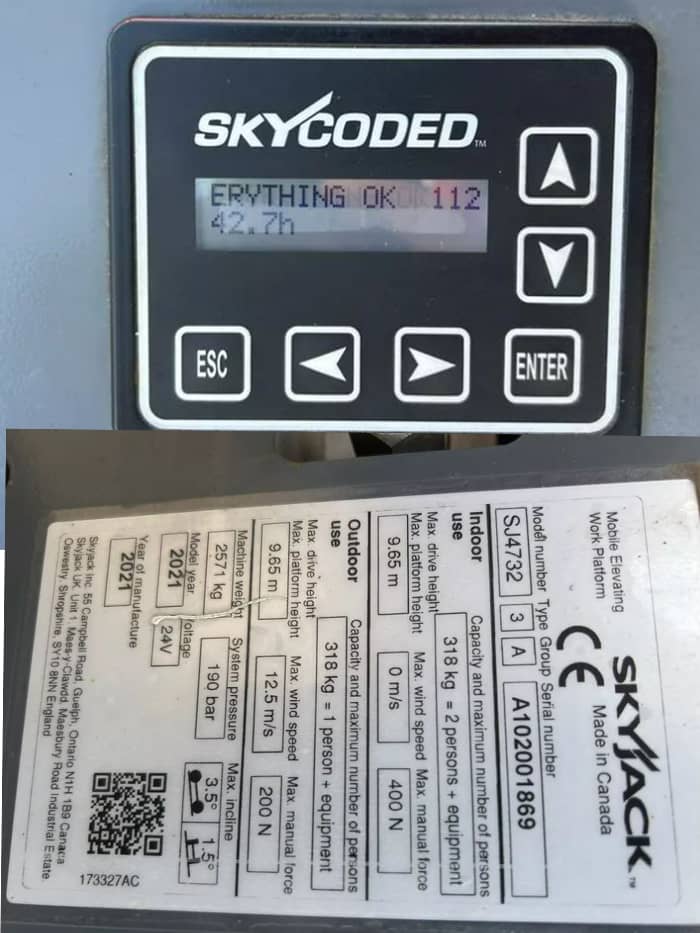 SKYCODED TM
ERYTHING OK 112
42.7h
ESC
ENTER
SKYJACK TM
Mobile Elevating
Work Platform
CE
Made in Canada
Model number Type Group Serial number
SJ4732 3 A A102001869
Indoor
use
Capacity and maximum number of persons
318 kg = 2 persons + equipment
Max. drive height
Max. platform height Max. wind speed Max. manual force
9.65 m 0 m/s 400 N
Outdoor
use
Capacity and maximum number of persons
318 kg = 1 person + equipment
Max. drive height
Max. platform height Max. wind speed Max. manual force
9.65 m 12.5 m/s 200 N
Machine weight System pressure Max. incline
2571 kg 190 bar 3.5° 1.5°
Model year Voltage
2021 24V
Year of manufacture
2021
173327AC
Skyjack Inc. 55 Campbell Road, Guelph, Ontario N1H 1B9 Canada
Skyjack UK, Unit 1, Maes-y-Clawdd, Maesbury Road Industrial Estate
Oswestry, Shropshire, SY10 8NN England